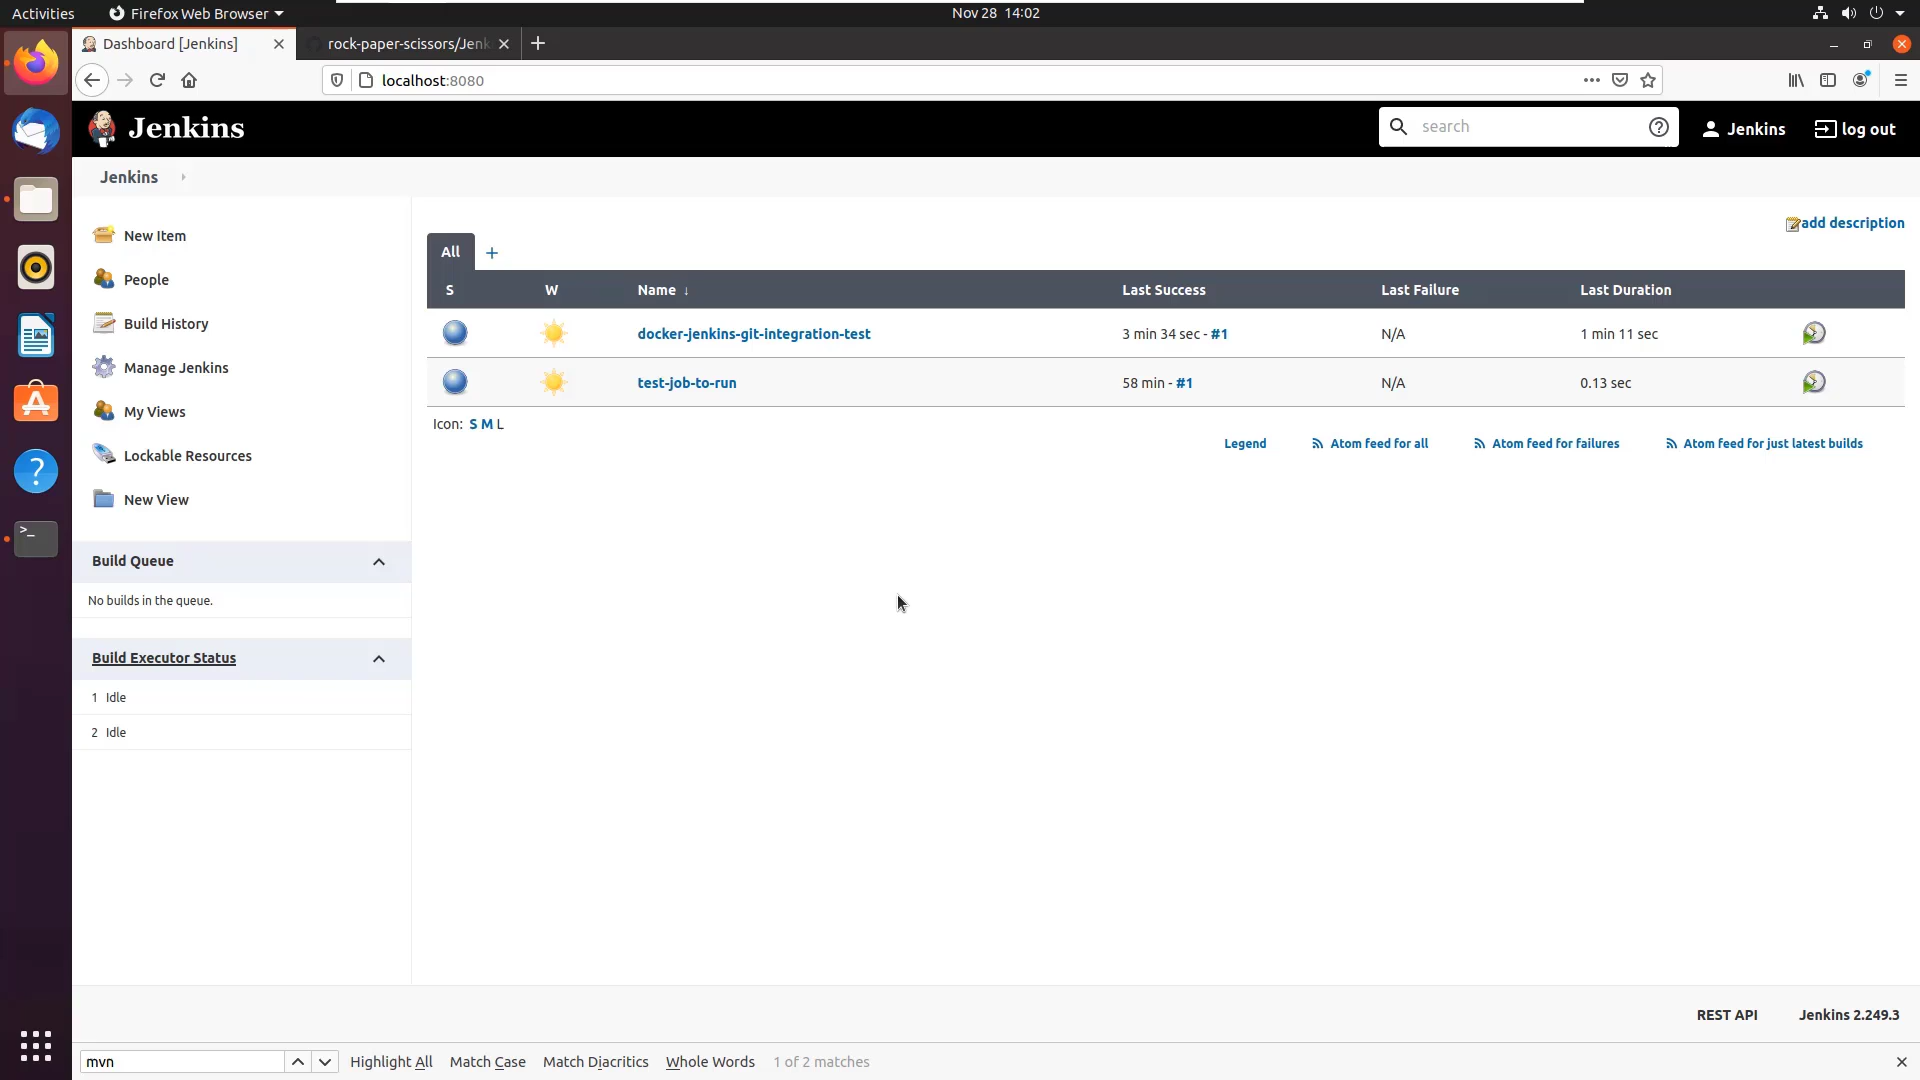 Activities
Firefox Web Browser
Nov 28 14:02
Dashboard [Jenkins]
rock-paper-scissors/Jenk
localhost:8080
Jenkins
search
Jenkins
log out
Jenkins
New Item
People
Build History
Manage Jenkins
My Views
Lockable Resources
New View
Build Queue
No builds in the queue.
Build Executor Status
1 Idle
2 Idle
add description
All +
S W Name ↓ Last Success Last Failure Last Duration
docker-jenkins-git-integration-test 3 min 34 sec - #1 N/A 1 min 11 sec
test-job-to-run 58 min - #1 N/A 0.13 sec
Icon: S M L
Legend Atom feed for all Atom feed for failures Atom feed for just latest builds
REST API Jenkins 2.249.3
mvn Highlight All Match Case Match Diacritics Whole Words 1 of 2 matches